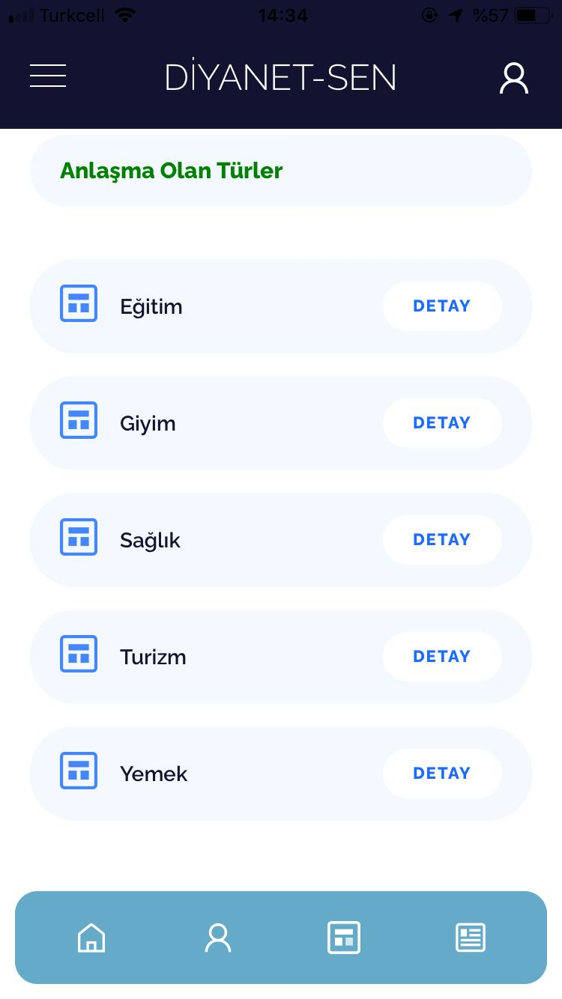 Turkcell 14:34 %57
DİYANET-SEN
Anlaşma Olan Türler
Eğitim DETAY
Giyim DETAY
Sağlık DETAY
Turizm DETAY
Yemek DETAY